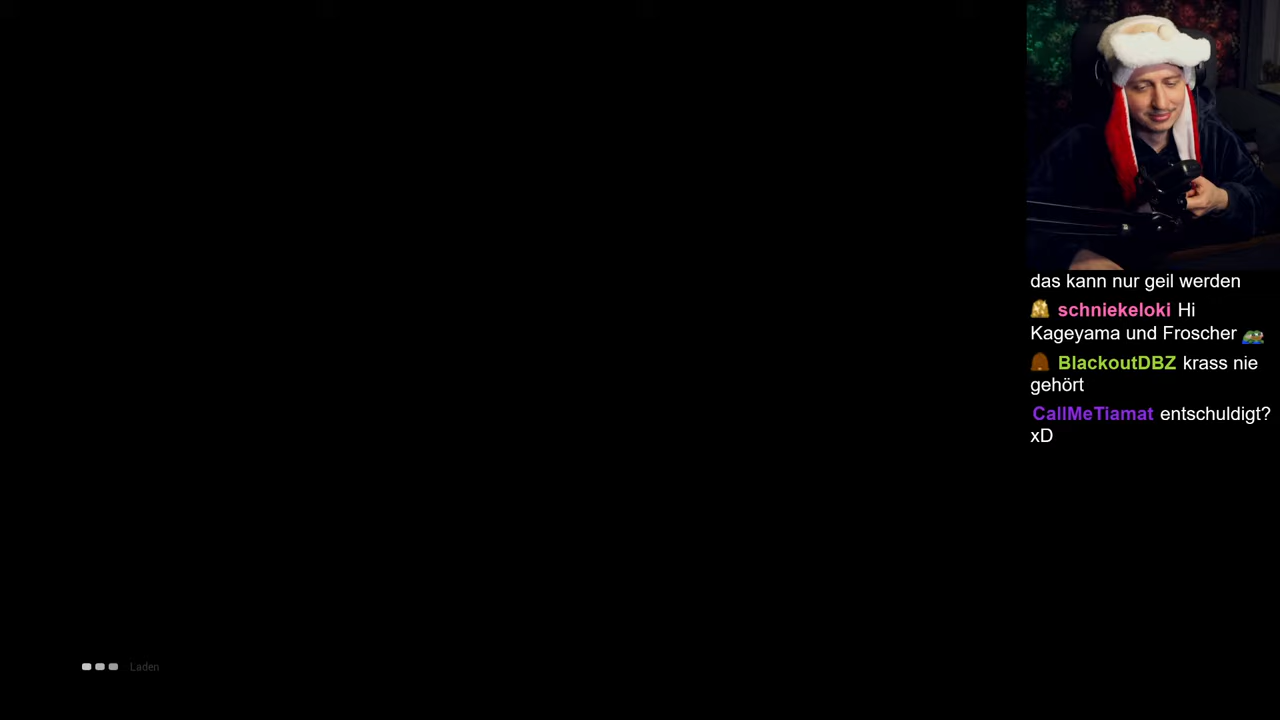 das kann nur geil werden
schniekeloki Hi
Kageyama und Froscher
BlackoutDBZ krass nie
gehört
CallMeTiamat entschuldigt?
xD
Laden